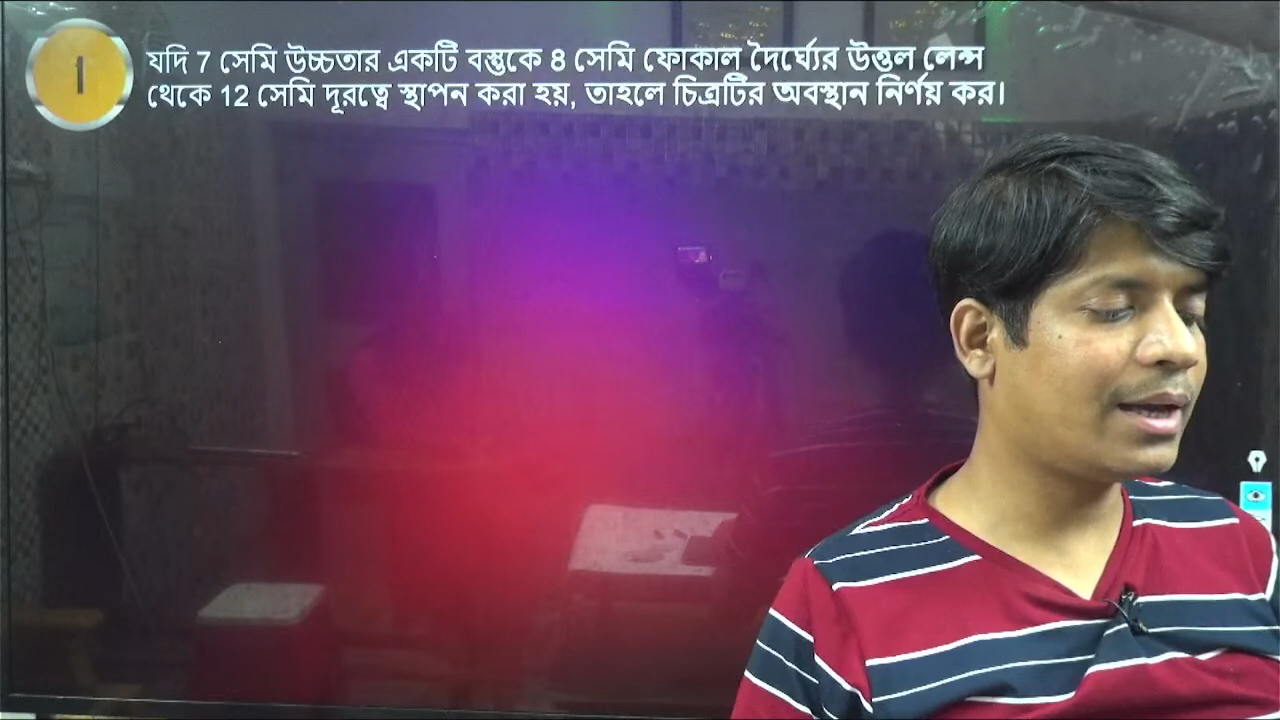 1
যদি 7 সেমি উচ্চতার একটি বস্তুকে 8 সেমি ফোকাল দৈর্ঘ্যের উত্তল লেন্স
থেকে 12 সেমি দূরত্বে স্থাপন করা হয়, তাহলে চিত্রটির অবস্থান নির্ণয় কর।